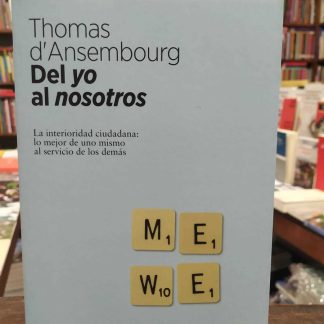 Thomas
d'Ansembourg
Del yo
al nosotros
La interioridad ciudadana:
lo mejor de uno mismo
al servicio de los demás
M1 E1
W10 E1